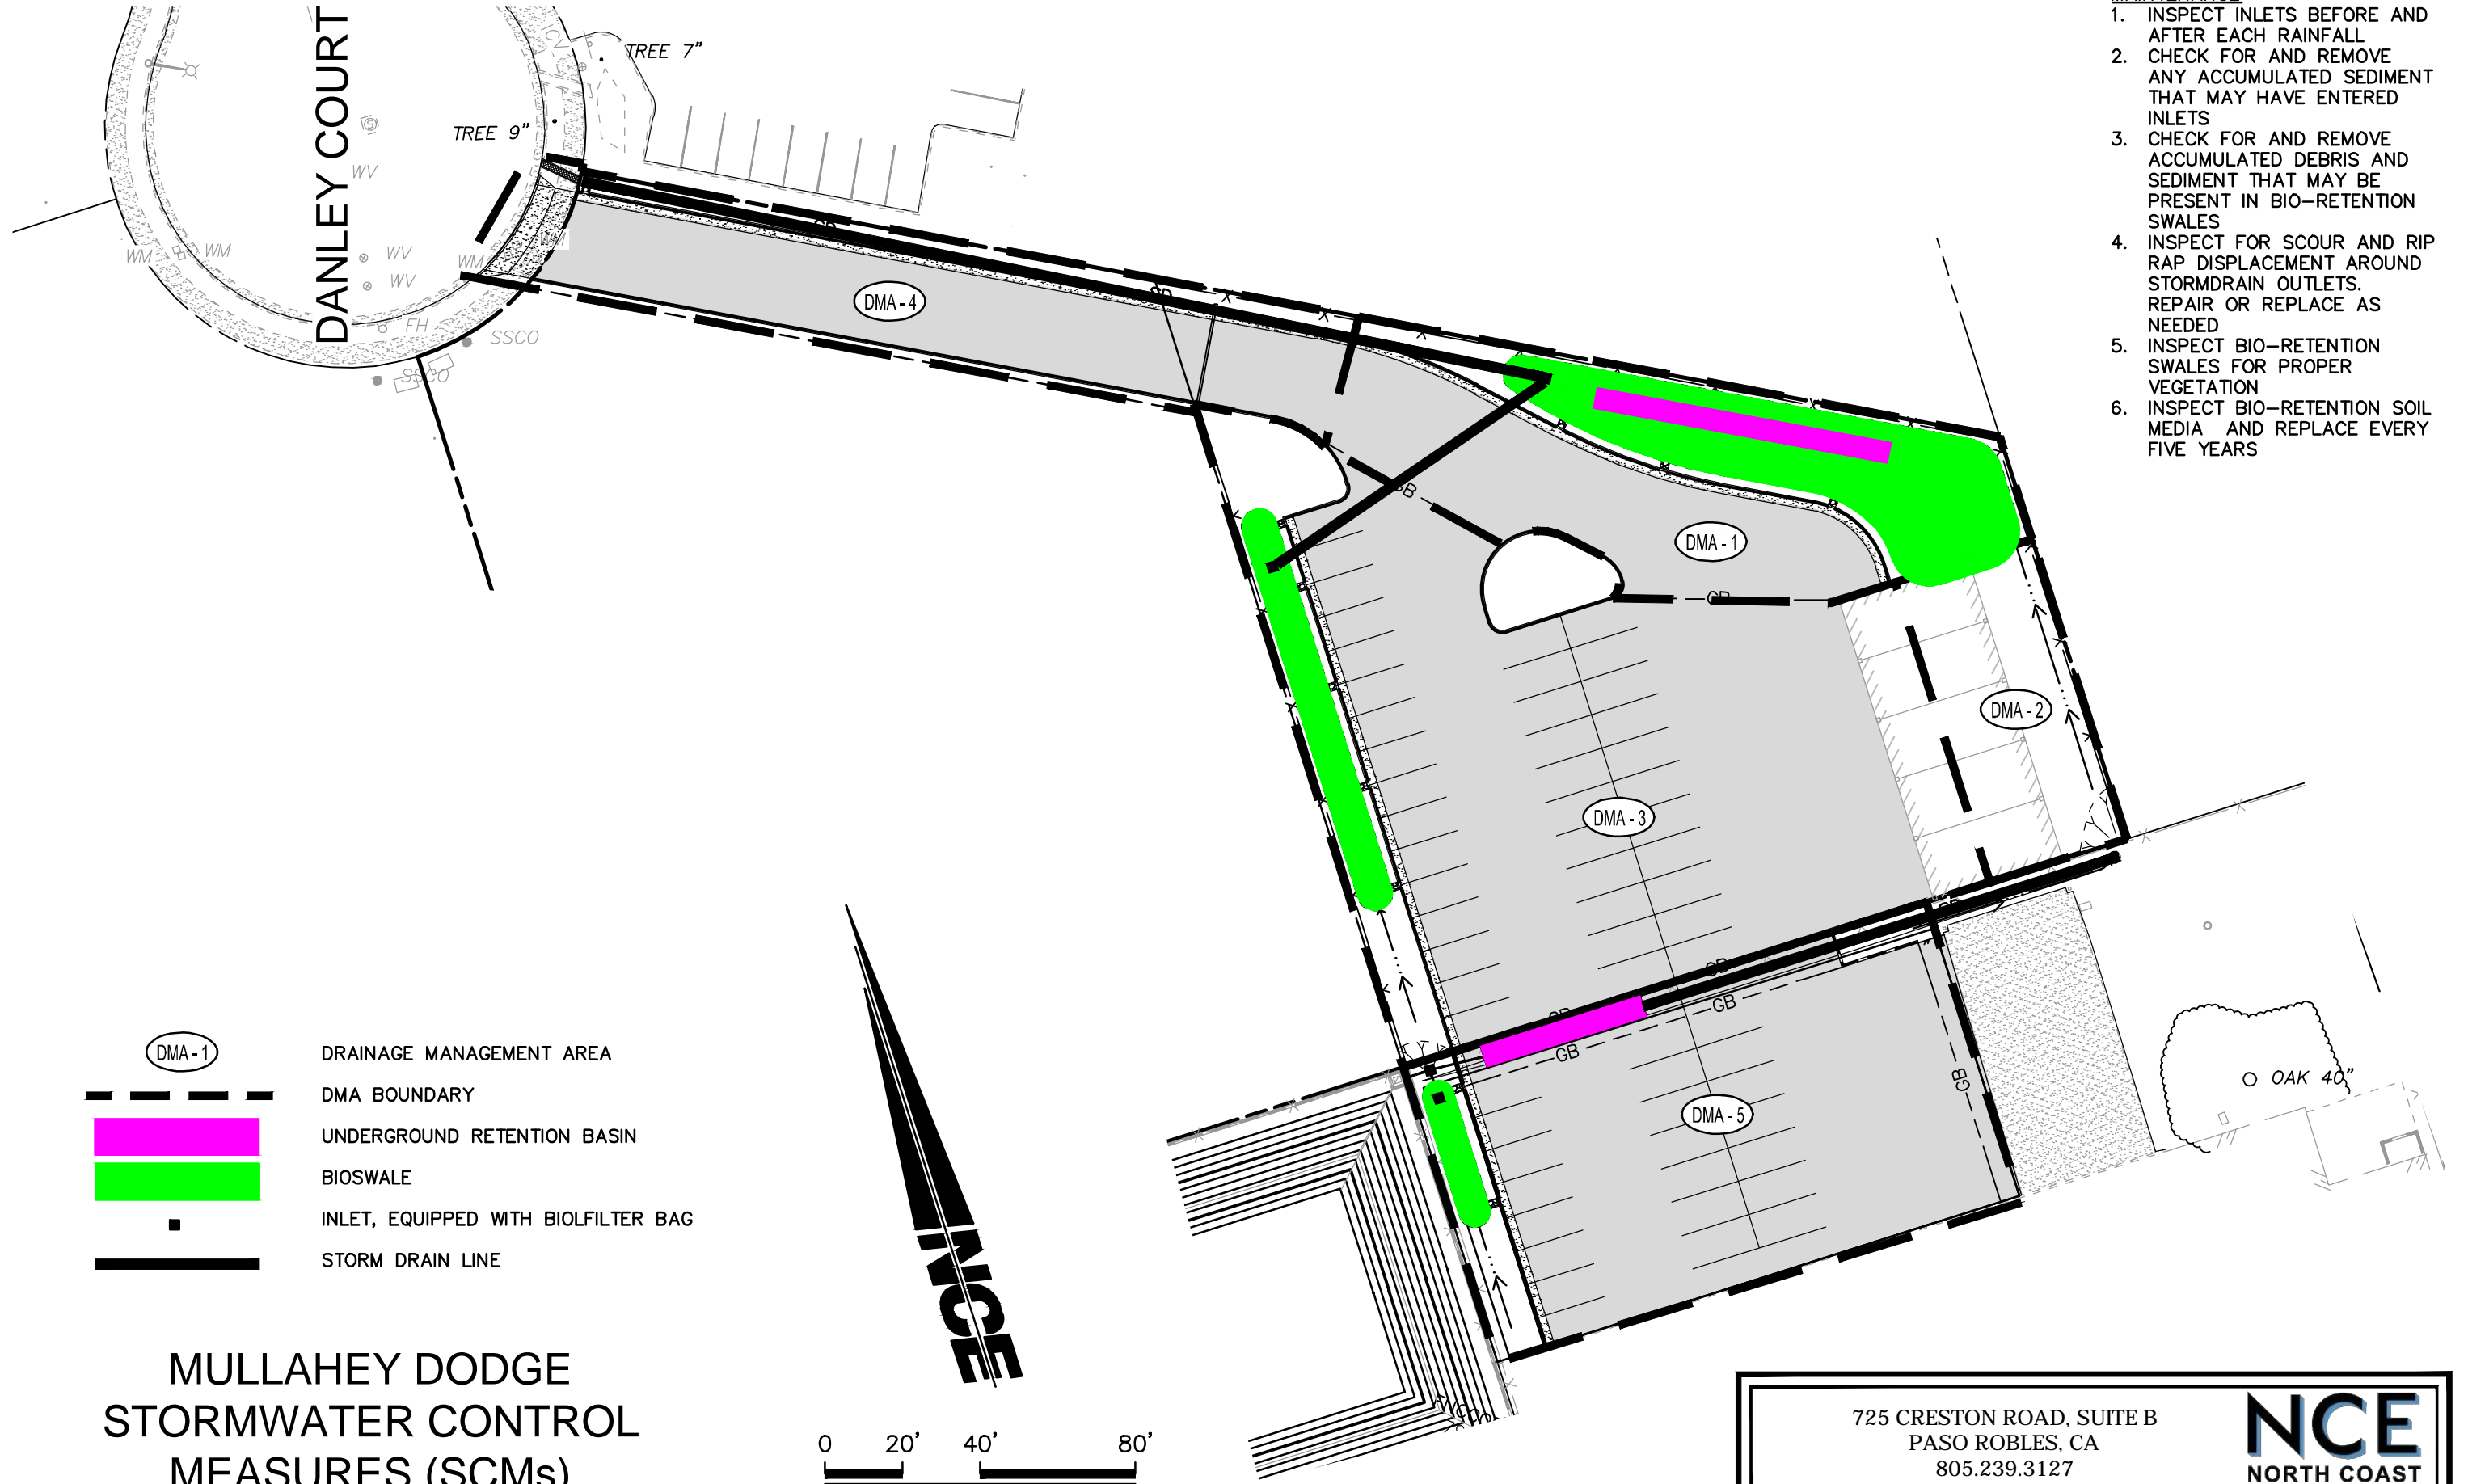 DANLEY COURT
TREE 7”
TREE 9”
WV
WM
WM
WM
WV
WV
FH
SSCO
SSCO
DMA - 4
GB
DMA - 1
GB
DMA - 2
DMA - 3
GB
GB
GB
GB
DMA - 5
OAK 40”
1. INSPECT INLETS BEFORE AND
AFTER EACH RAINFALL
2. CHECK FOR AND REMOVE
ANY ACCUMULATED SEDIMENT
THAT MAY HAVE ENTERED
INLETS
3. CHECK FOR AND REMOVE
ACCUMULATED DEBRIS AND
SEDIMENT THAT MAY BE
PRESENT IN BIO-RETENTION
SWALES
4. INSPECT FOR SCOUR AND RIP
RAP DISPLACEMENT AROUND
STORMDRAIN OUTLETS.
REPAIR OR REPLACE AS
NEEDED
5. INSPECT BIO-RETENTION
SWALES FOR PROPER
VEGETATION
6. INSPECT BIO-RETENTION SOIL
MEDIA AND REPLACE EVERY
FIVE YEARS
DMA - 1 DRAINAGE MANAGEMENT AREA
DMA BOUNDARY
UNDERGROUND RETENTION BASIN
BIOSWALE
INLET, EQUIPPED WITH BIOLFILTER BAG
STORM DRAIN LINE
NCE
MULLAHEY DODGE
STORMWATER CONTROL
MEASURES (SCMs)
0 20' 40' 80'
725 CRESTON ROAD, SUITE B
PASO ROBLES, CA
805.239.3127
NCE
NORTH COAST